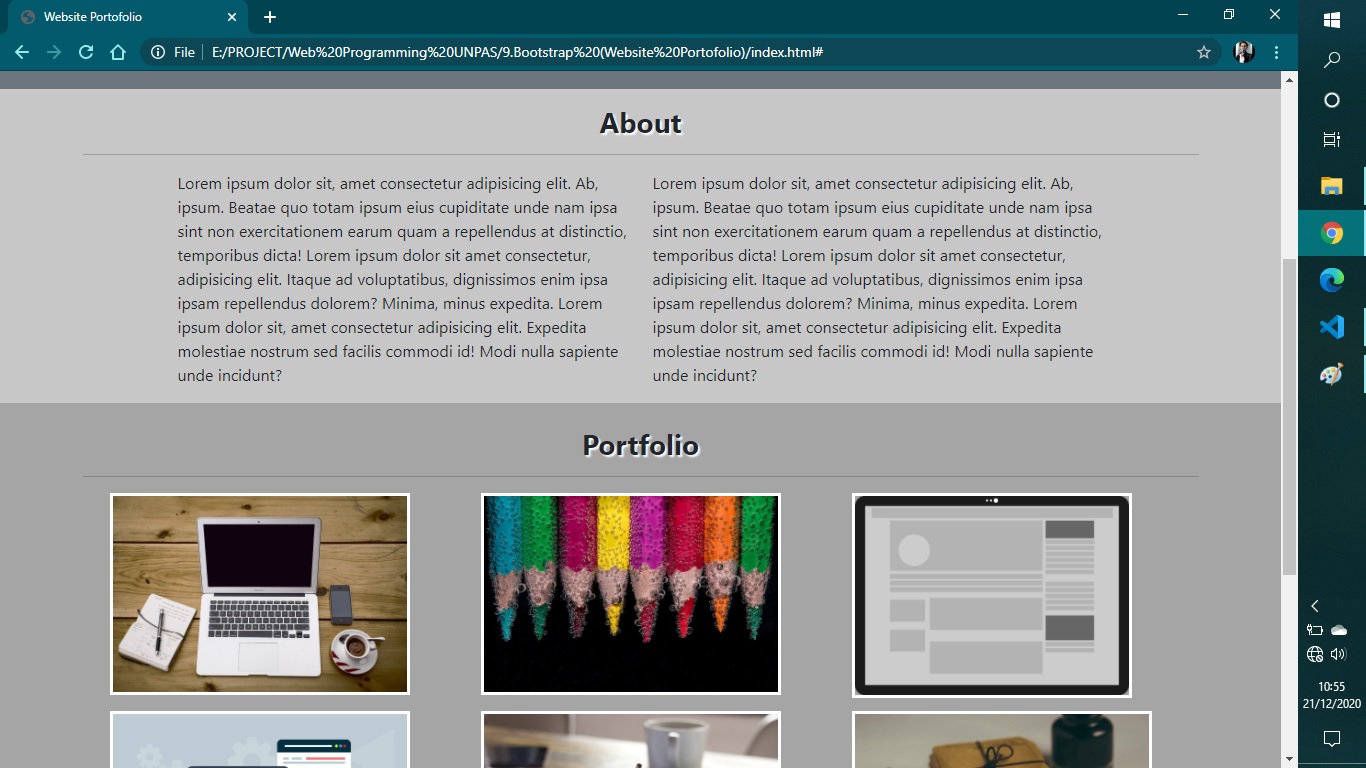 Website Portofolio
File
E:/PROJECT/Web%20Programming%20UNPAS/9.Bootstrap%20(Website%20Portofolio)/index.html#
About
Lorem ipsum dolor sit, amet consectetur adipisicing elit. Ab,
ipsum. Beatae quo totam ipsum eius cupiditate unde nam ipsa
sint non exercitationem earum quam a repellendus at distinctio,
temporibus dicta! Lorem ipsum dolor sit amet consectetur,
adipisicing elit. Itaque ad voluptatibus, dignissimos enim ipsa
ipsam repellendus dolorem? Minima, minus expedita. Lorem
ipsum dolor sit, amet consectetur adipisicing elit. Expedita
molestiae nostrum sed facilis commodi id! Modi nulla sapiente
unde incidunt?
Lorem ipsum dolor sit, amet consectetur adipisicing elit. Ab,
ipsum. Beatae quo totam ipsum eius cupiditate unde nam ipsa
sint non exercitationem earum quam a repellendus at distinctio,
temporibus dicta! Lorem ipsum dolor sit amet consectetur,
adipisicing elit. Itaque ad voluptatibus, dignissimos enim ipsa
ipsam repellendus dolorem? Minima, minus expedita. Lorem
ipsum dolor sit, amet consectetur adipisicing elit. Expedita
molestiae nostrum sed facilis commodi id! Modi nulla sapiente
unde incidunt?
Portfolio
10:55
21/12/2020